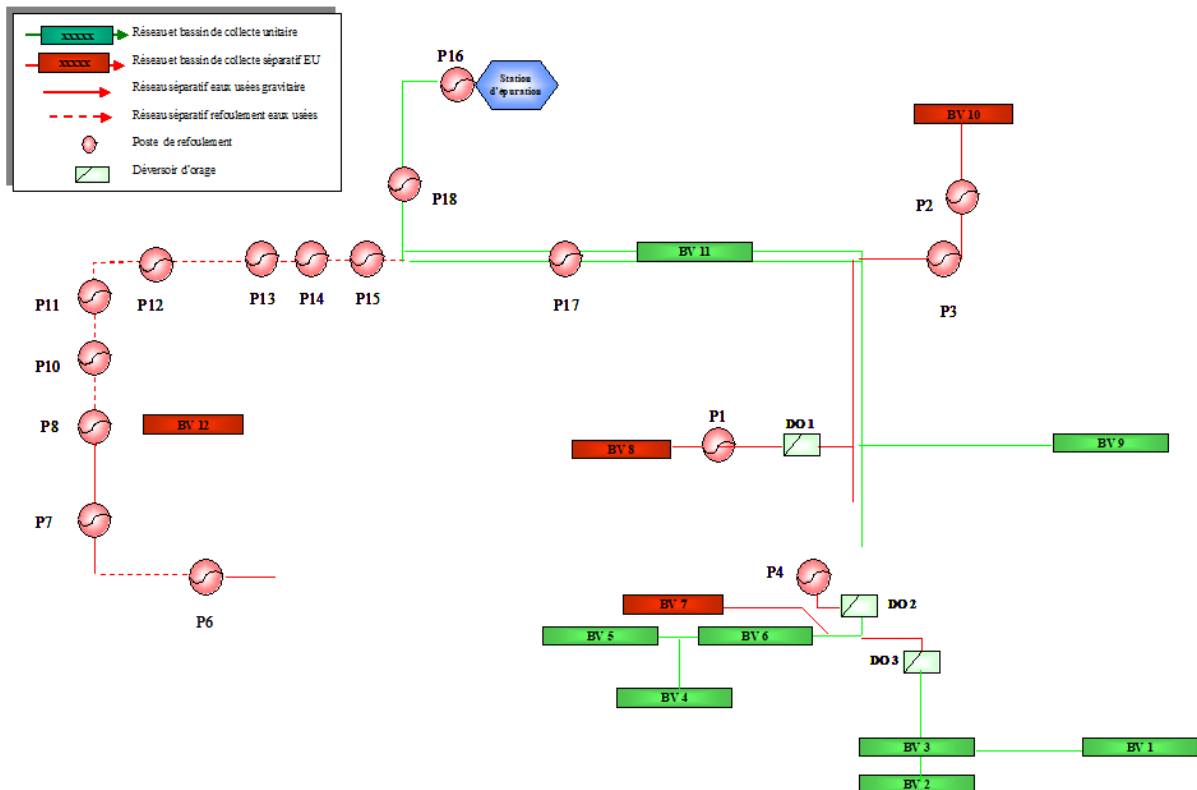 xxxxx Réseau et bassin de collecte unitaire
xxxxx Réseau et bassin de collecte séparatif EU
Réseau séparatif eaux usées gravitaire
Réseau séparatif refoulement eaux usées
Poste de refoulement
Déversoir d'orage
P16
Station
d'épuration
BV 10
P18
P2
BV 11
P11
P12
P13
P14
P15
P17
P3
P10
P8
BV 12
P1
DO 1
BV 8
BV 9
P7
P4
P6
BV 7
DO 2
BV 5
BV 6
DO 3
BV 4
BV 3
BV 1
BV 2